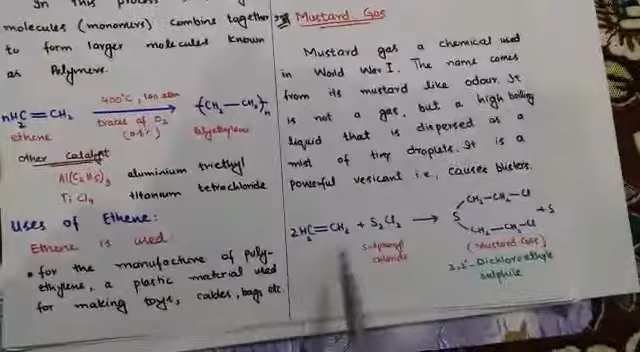 In this process
molecules (monomers) combine together
to form larger molecules known
as Polymers.
nH₂C=CH₂ 400°C, 100 atm → traces of O₂ (CH₂—CH₂)n
ethene Polyethylene
other catalyst
Al(C₂H₅)₃ aluminium triethyl
TiCl₄ titanium tetrachloride
Uses of Ethene:
Ethene is used
• for the manufacture of poly-
ethylene, a plastic material used
for making toys, cables, bags etc.
Mustard Gas
Mustard gas a chemical used
in World War I. The name comes
from its mustard like odour. It
is not a gas, but a high boiling
liquid that is dispersed as a
mist of tiny droplets. It is a
powerful vesicant i.e., causes blisters.
CH₂—CH₂—Cl
2H₂C=CH₂ + S₂Cl₂ → S + S
CH₂—CH₂—Cl
chloride (Mustard Gas)
2,2'-Dichloroethyle
sulphide